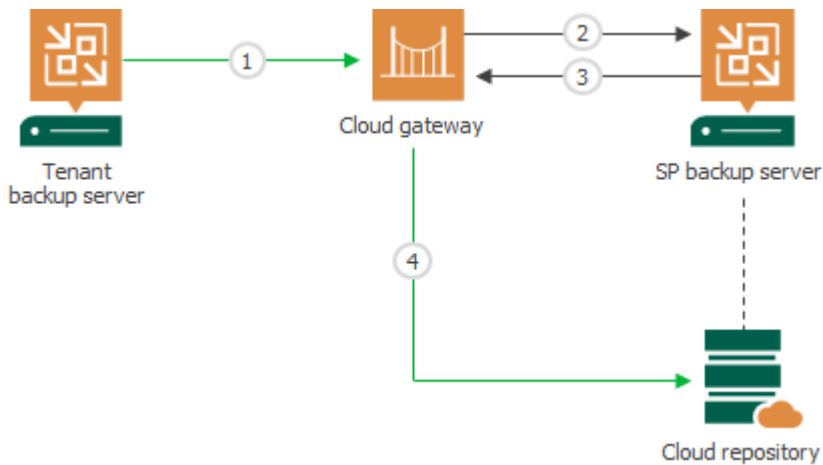 1
2
3
Cloud gateway
Tenant
backup server
SP backup server
4
Cloud repository